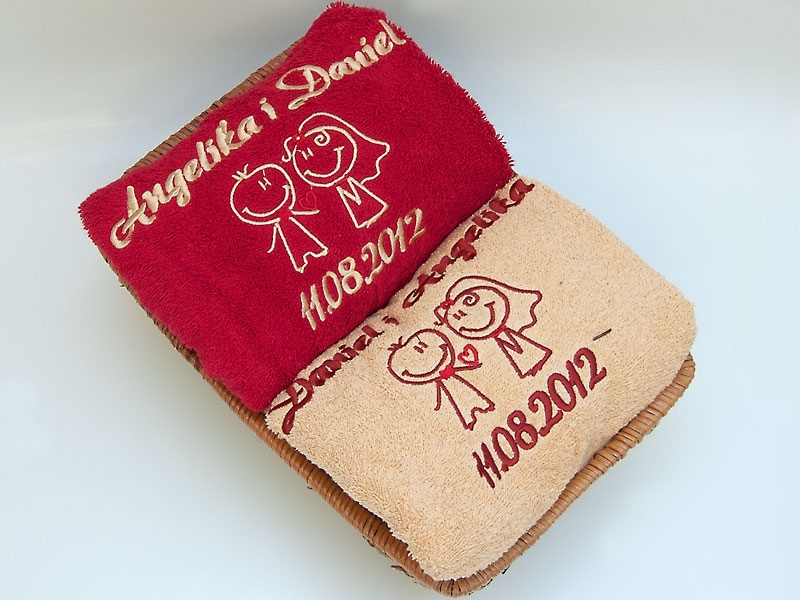 Angelika i Daniel
11.08.2012
Daniel i Angelika
11.08.2012